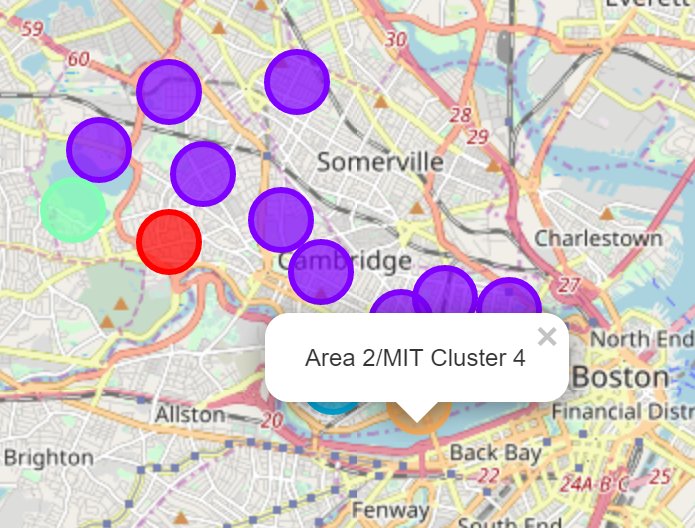 Everett
59
60
30
28
29
Somerville
Charlestown
Cambridge
27
Area 2/MIT Cluster 4
×
North End
Boston
Financial Distr
Allston
20
Back Bay
Brighton
22
24A-B-C
25
Fenway
South End